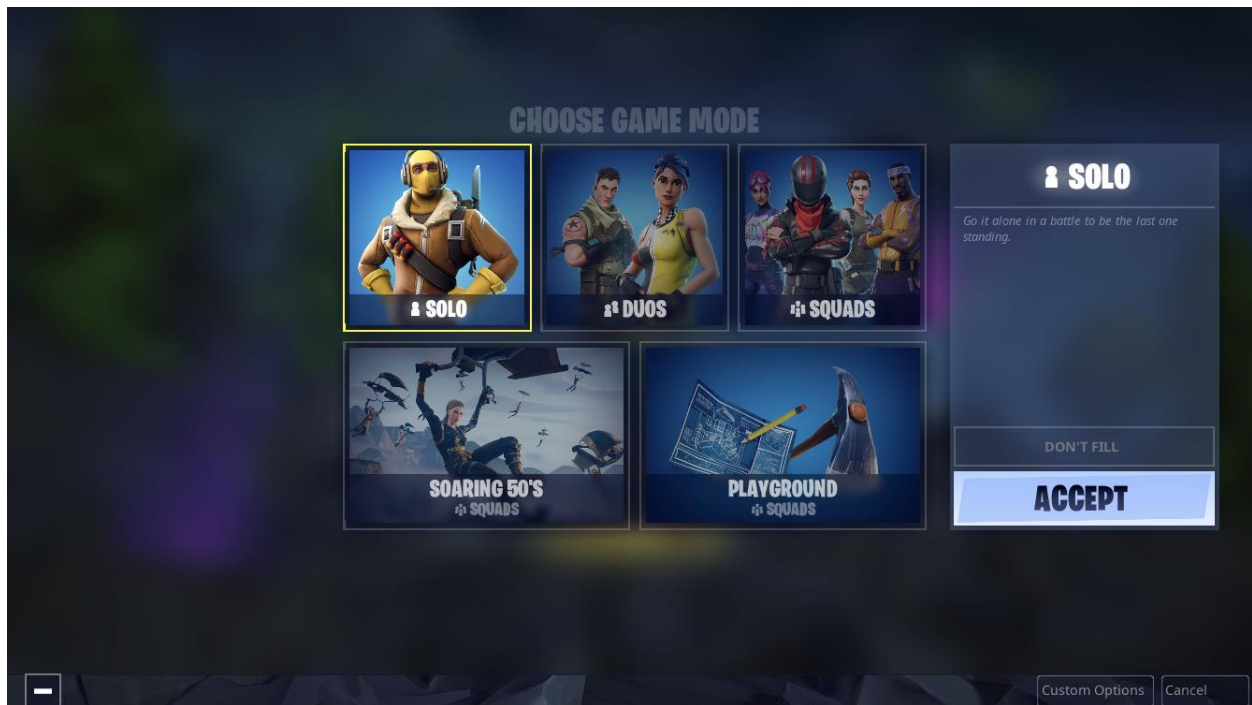 CHOOSE GAME MODE
SOLO
DUOS
SQUADS
SOARING 50'S
SQUADS
PLAYGROUND
SQUADS
SOLO
Go it alone in a battle to be the last one
standing.
DON'T FILL
ACCEPT
Custom Options
Cancel